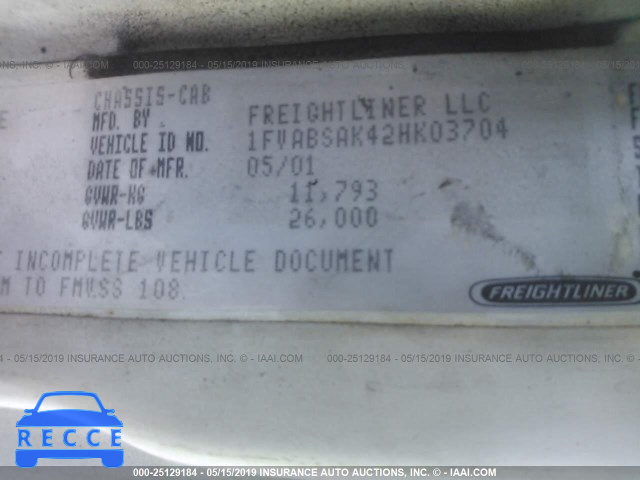 000-25129184 - 05/15/2019 INSURANCE AUTO AUCTIONS, INC. © - IAAI.COM
CHASSIS-CAB
MFD. BY FREIGHTLINER LLC
VEHICLE ID NO. 1FVABSAK42HK03704
DATE OF MFR. 05/01
GVWR-KG 11,793
GVWR-LBS 26,000
INCOMPLETE VEHICLE DOCUMENT
M TO FMVSS 108
FREIGHTLINER
184 - 05/15/2019 INSURANCE AUTO AUCTIONS, INC. © - IAAI.COM
000-25129184 - 05/15/2019 INSURANCE AUTO AUCTIONS, INC. © - IAAI.COM
RECCE
000-25129184 - 05/15/2019 INSURANCE AUTO AUCTIONS, INC. © - IAAI.COM